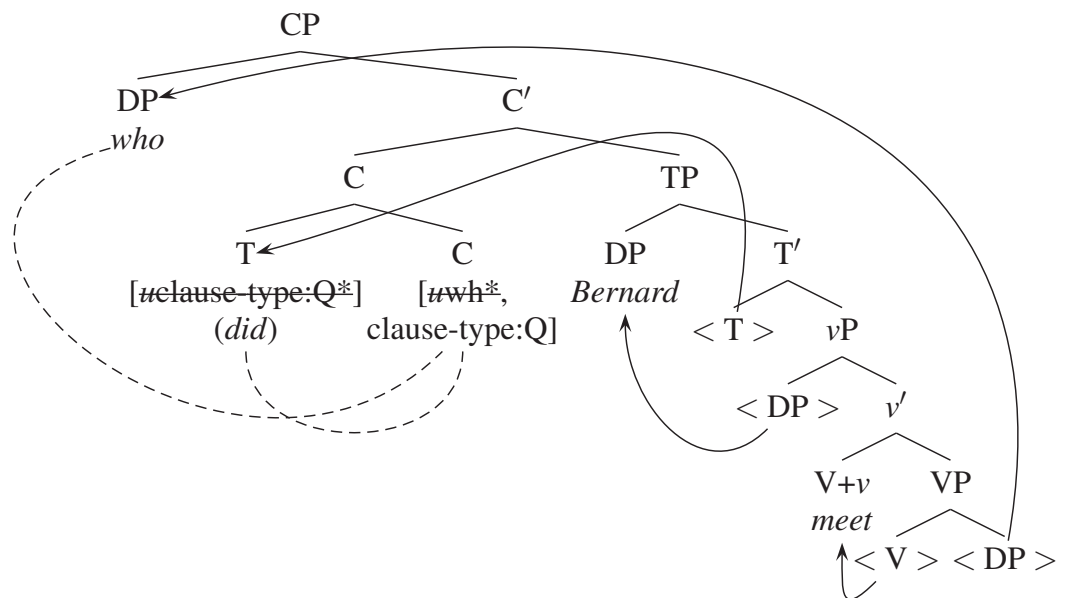 CP
DP C′
who
C TP
T C DP T′
[uclause-type:Q*] [uwh*, Bernard < T > vP
(did) clause-type:Q]
< DP > v′
V+v VP
meet
< V > < DP >